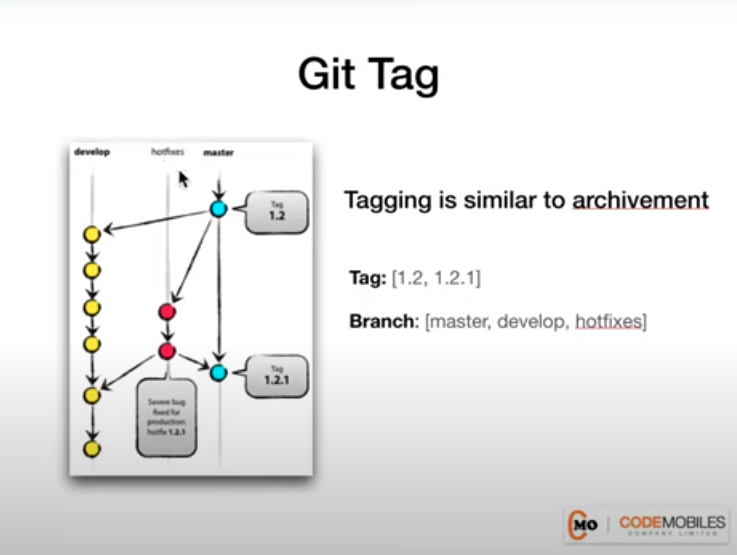 Git Tag
develop
hotfixes
master
Tag
1.2
Tagging is similar to archivement
Tag: [1.2, 1.2.1]
Branch: [master, develop, hotfixes]
Tag
1.2.1
Severe bug
fixed for
production:
hotfix 1.2.1
CMO
CODEMOBILES
COMPANY LIMITED